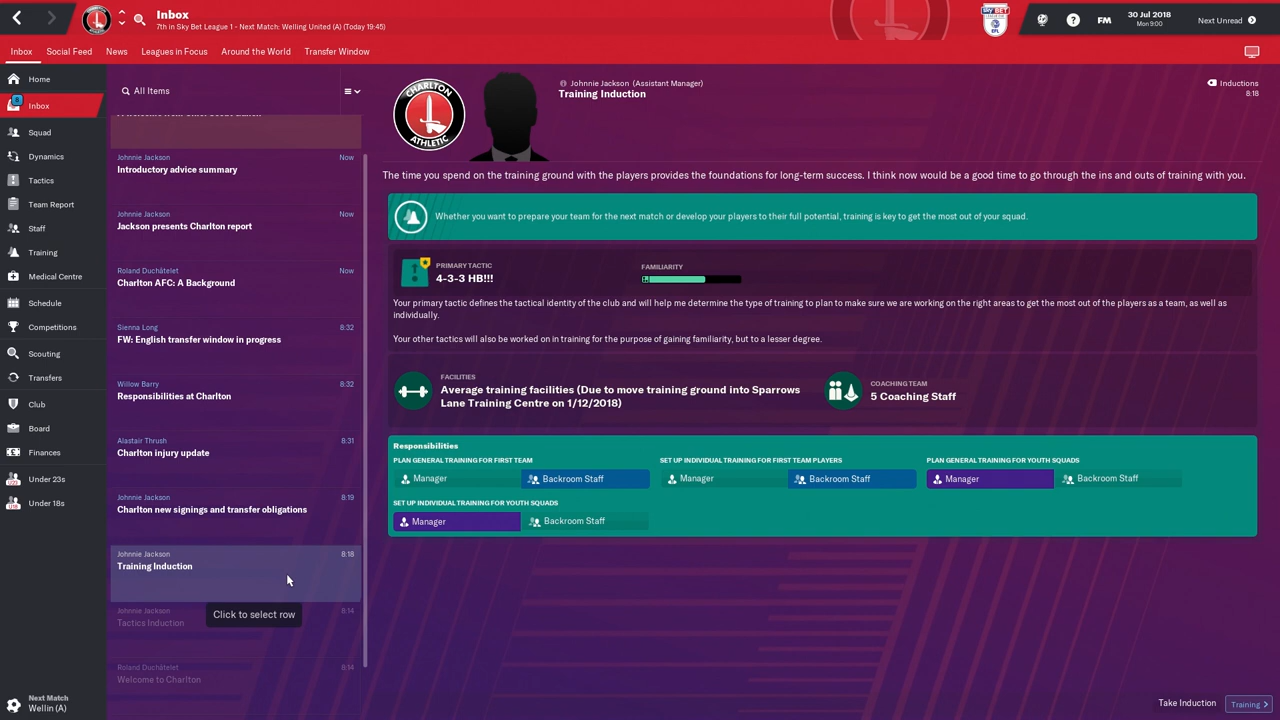 Inbox
7th in Sky Bet League 1 - Next Match: Welling United (A) (Today 19:45)
SKY BET
EFL
FM
30 Jul 2018
Mon 9:00
Next Unread
Inbox
Social Feed
News
Leagues in Focus
Around the World
Transfer Window
Home
Inbox
Squad
Dynamics
Tactics
Team Report
Staff
Training
Medical Centre
Schedule
Competitions
Scouting
Transfers
Club
Board
Finances
Under 23s
Under 18s
Next Match
Wellin (A)
All Items
Johnnie Jackson Now
Introductory advice summary
Johnnie Jackson Now
Jackson presents Charlton report
Roland Duchâtelet Now
Charlton AFC: A Background
Sienna Long 8:32
FW: English transfer window in progress
Willow Barry 8:32
Responsibilities at Charlton
Alastair Thrush 8:31
Charlton injury update
Johnnie Jackson 8:19
Charlton new signings and transfer obligations
Johnnie Jackson 8:18
Training Induction
Click to select row
Johnnie Jackson 8:14
Tactics Induction
Roland Duchâtelet 8:14
Welcome to Charlton
CHARLTON
ATHLETIC
Johnnie Jackson (Assistant Manager)
Training Induction
Inductions
8:18
The time you spend on the training ground with the players provides the foundations for long-term success. I think now would be a good time to go through the ins and outs of training with you.
Whether you want to prepare your team for the next match or develop your players to their full potential, training is key to get the most out of your squad.
PRIMARY TACTIC
4-3-3 HB!!!
FAMILIARITY
Your primary tactic defines the tactical identity of the club and will help me determine the type of training to plan to make sure we are working on the right areas to get the most out of the players as a team, as well as
individually.
Your other tactics will also be worked on in training for the purpose of gaining familiarity, but to a lesser degree.
FACILITIES
Average training facilities (Due to move training ground into Sparrows
Lane Training Centre on 1/12/2018)
COACHING TEAM
5 Coaching Staff
Responsibilities
PLAN GENERAL TRAINING FOR FIRST TEAM
Manager
Backroom Staff
SET UP INDIVIDUAL TRAINING FOR FIRST TEAM PLAYERS
Manager
Backroom Staff
PLAN GENERAL TRAINING FOR YOUTH SQUADS
Manager
Backroom Staff
SET UP INDIVIDUAL TRAINING FOR YOUTH SQUADS
Manager
Backroom Staff
Take Induction
Training